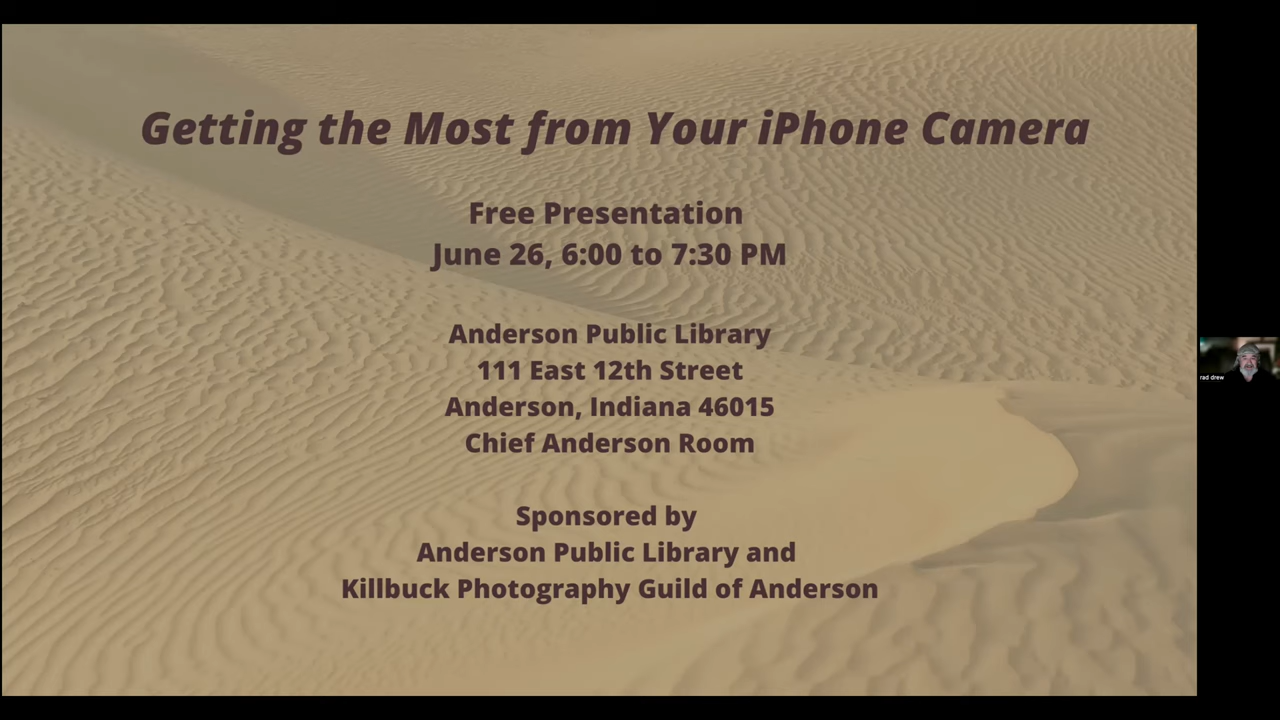 Getting the Most from Your iPhone Camera
Free Presentation
June 26, 6:00 to 7:30 PM
Anderson Public Library
111 East 12th Street
Anderson, Indiana 46015
Chief Anderson Room
Sponsored by
Anderson Public Library and
Killbuck Photography Guild of Anderson
rad drew